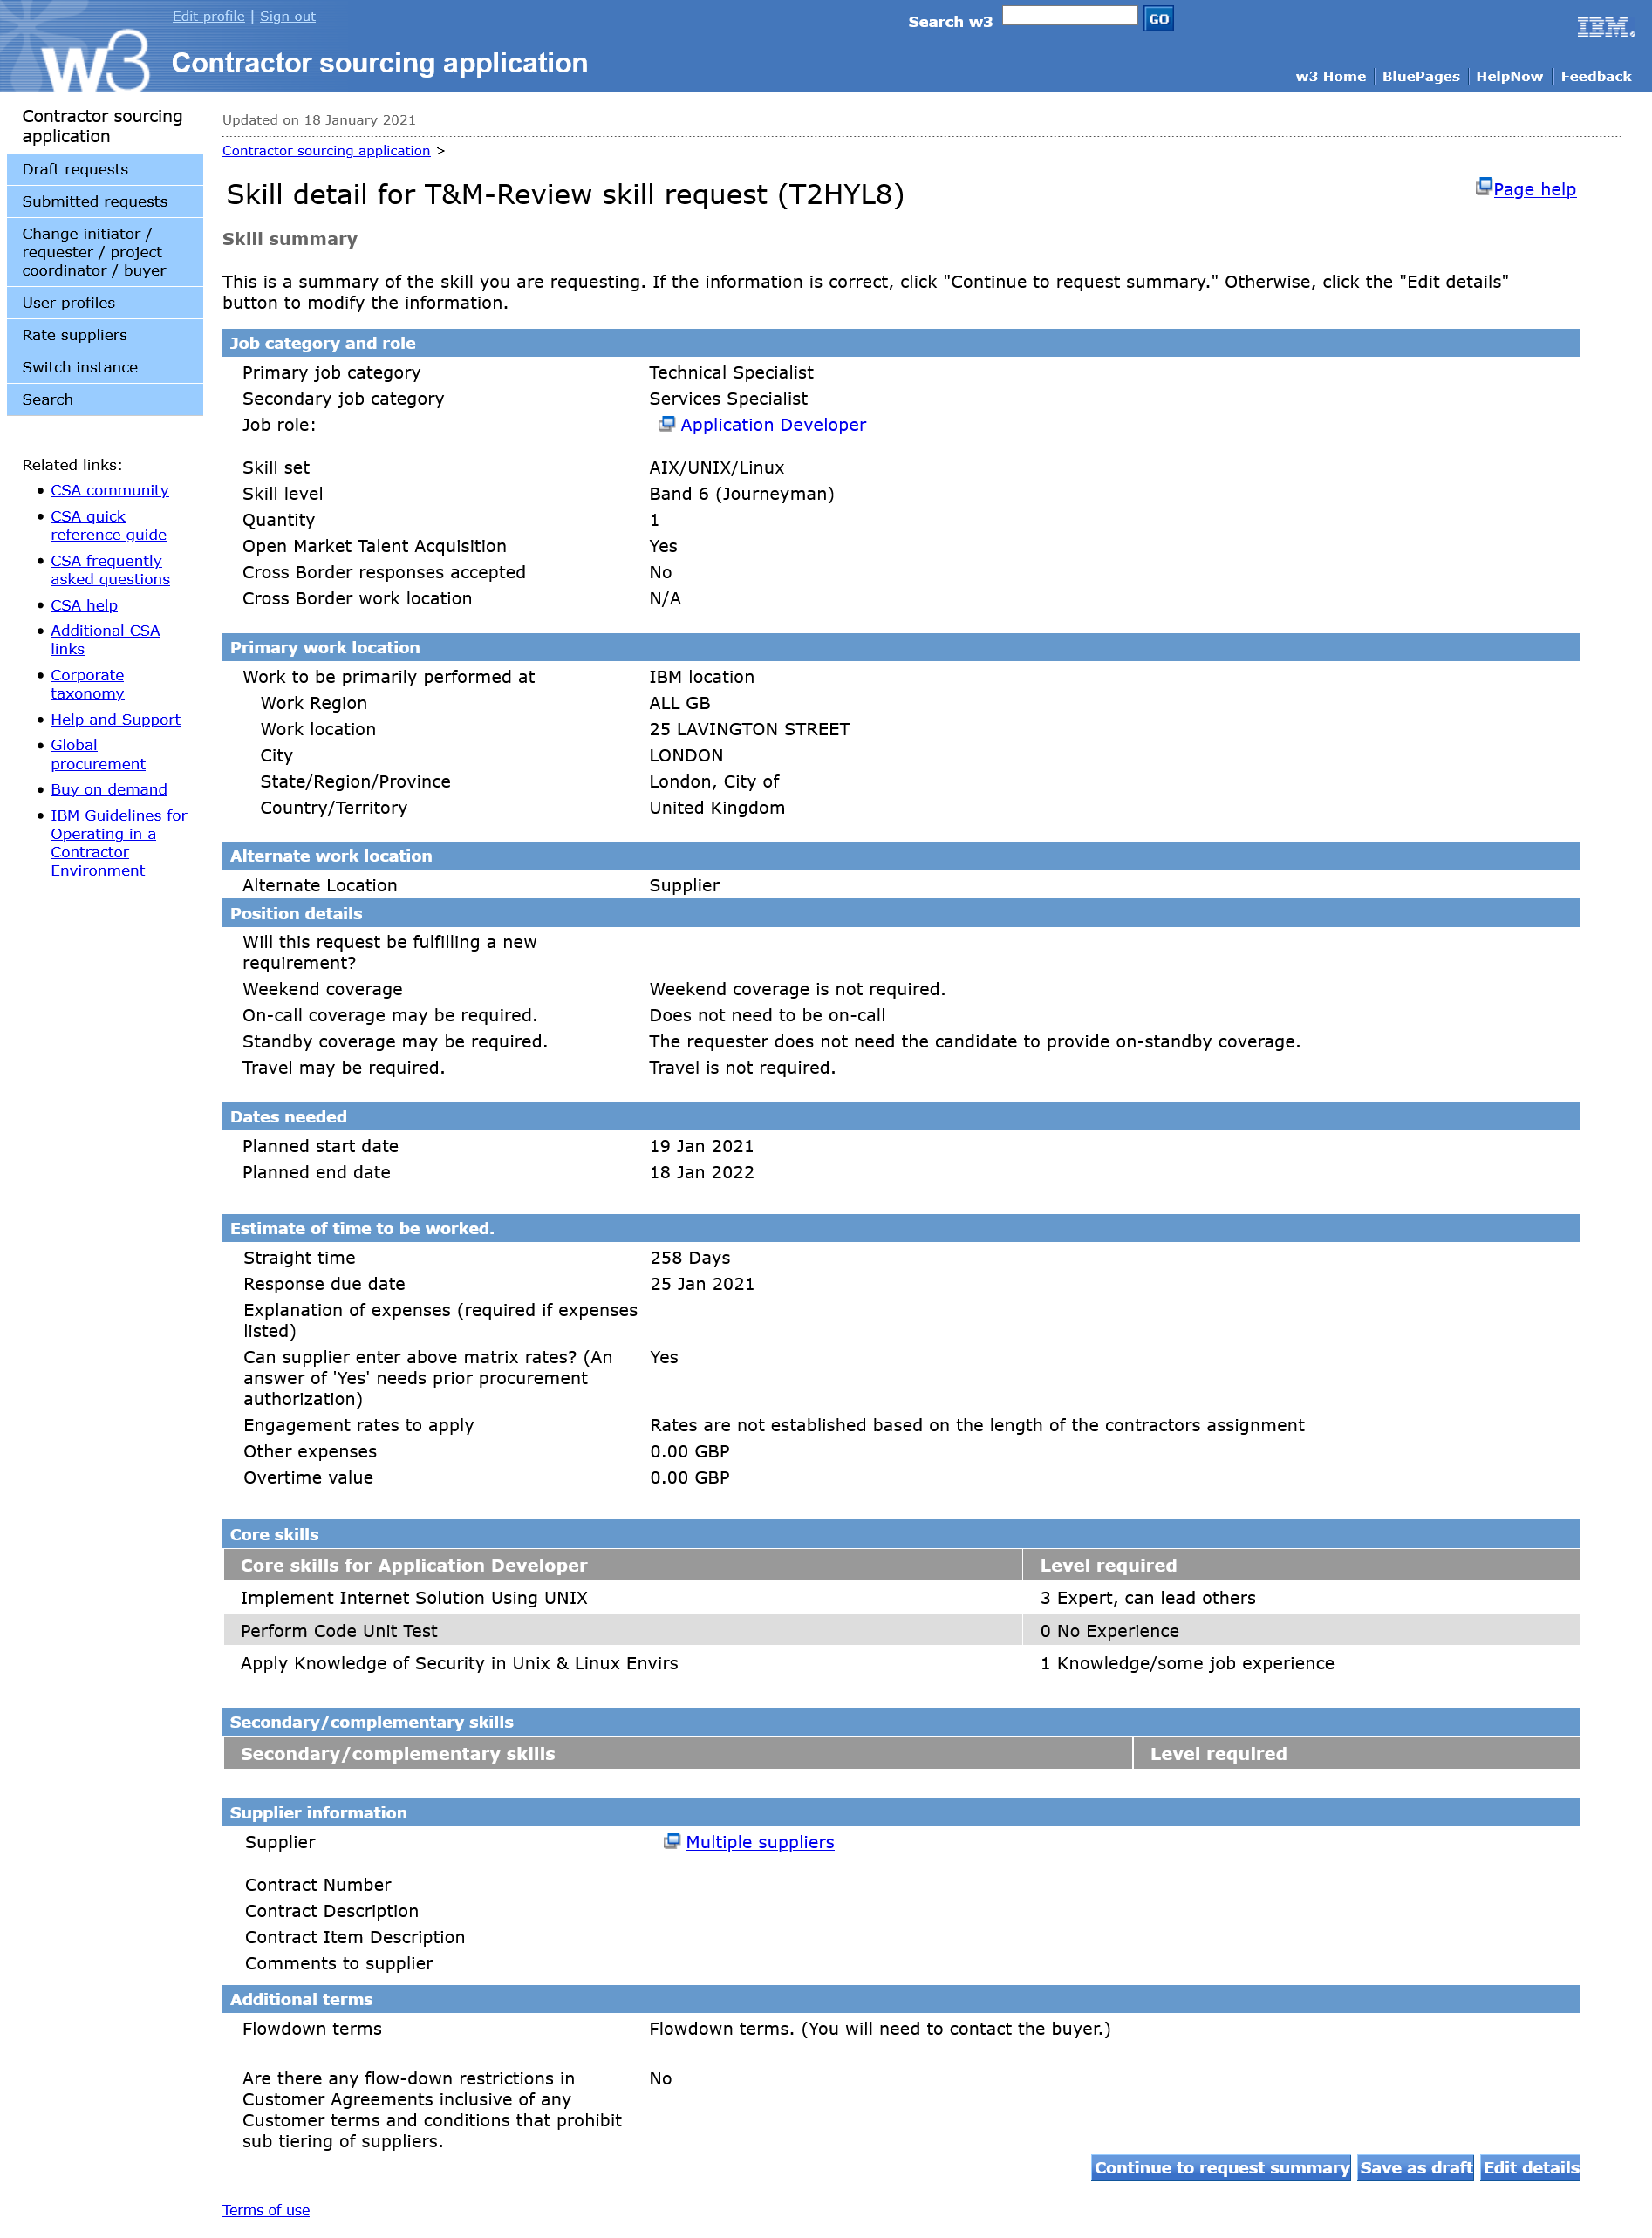 Edit profile | Sign out
Search w3 GO
IBM.
w3 Contractor sourcing application
w3 Home BluePages HelpNow Feedback
Contractor sourcing
application
Draft requests
Submitted requests
Change initiator /
requester / project
coordinator / buyer
User profiles
Rate suppliers
Switch instance
Search
Related links:
• CSA community
• CSA quick
reference guide
• CSA frequently
asked questions
• CSA help
• Additional CSA
links
• Corporate
taxonomy
• Help and Support
• Global
procurement
• Buy on demand
• IBM Guidelines for
Operating in a
Contractor
Environment
Updated on 18 January 2021
Contractor sourcing application >
Skill detail for T&M-Review skill request (T2HYL8)
Page help
Skill summary
This is a summary of the skill you are requesting. If the information is correct, click "Continue to request summary." Otherwise, click the "Edit details"
button to modify the information.
Job category and role
Primary job category Technical Specialist
Secondary job category Services Specialist
Job role: Application Developer
Skill set AIX/UNIX/Linux
Skill level Band 6 (Journeyman)
Quantity 1
Open Market Talent Acquisition Yes
Cross Border responses accepted No
Cross Border work location N/A
Primary work location
Work to be primarily performed at IBM location
Work Region ALL GB
Work location 25 LAVINGTON STREET
City LONDON
State/Region/Province London, City of
Country/Territory United Kingdom
Alternate work location
Alternate Location Supplier
Position details
Will this request be fulfilling a new
requirement?
Weekend coverage Weekend coverage is not required.
On-call coverage may be required. Does not need to be on-call
Standby coverage may be required. The requester does not need the candidate to provide on-standby coverage.
Travel may be required. Travel is not required.
Dates needed
Planned start date 19 Jan 2021
Planned end date 18 Jan 2022
Estimate of time to be worked.
Straight time 258 Days
Response due date 25 Jan 2021
Explanation of expenses (required if expenses
listed)
Can supplier enter above matrix rates? (An Yes
answer of 'Yes' needs prior procurement
authorization)
Engagement rates to apply Rates are not established based on the length of the contractors assignment
Other expenses 0.00 GBP
Overtime value 0.00 GBP
Core skills
Core skills for Application Developer Level required
Implement Internet Solution Using UNIX 3 Expert, can lead others
Perform Code Unit Test 0 No Experience
Apply Knowledge of Security in Unix & Linux Envirs 1 Knowledge/some job experience
Secondary/complementary skills
Secondary/complementary skills Level required
Supplier information
Supplier Multiple suppliers
Contract Number
Contract Description
Contract Item Description
Comments to supplier
Additional terms
Flowdown terms Flowdown terms. (You will need to contact the buyer.)
Are there any flow-down restrictions in No
Customer Agreements inclusive of any
Customer terms and conditions that prohibit
sub tiering of suppliers.
Continue to request summary Save as draft Edit details
Terms of use